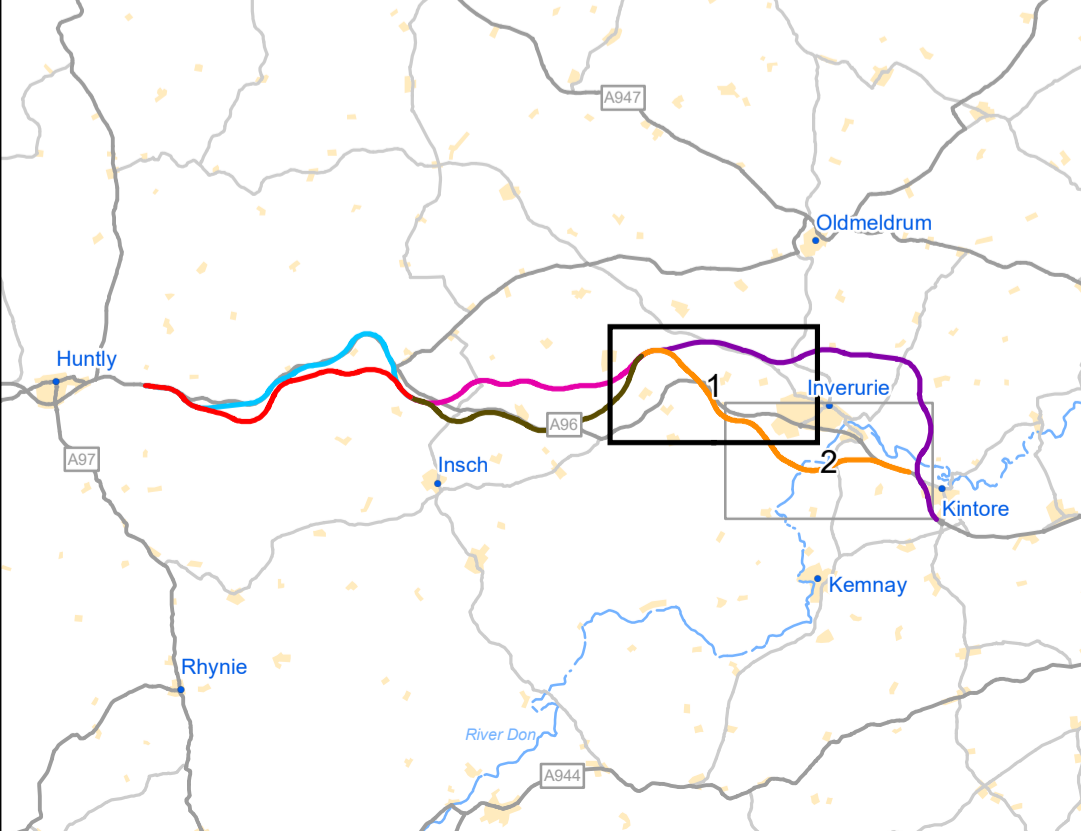 A947
Oldmeldrum
Huntly
1
Inverurie
A96
A97
Insch
2
Kintore
Kemnay
Rhynie
River Don
A944